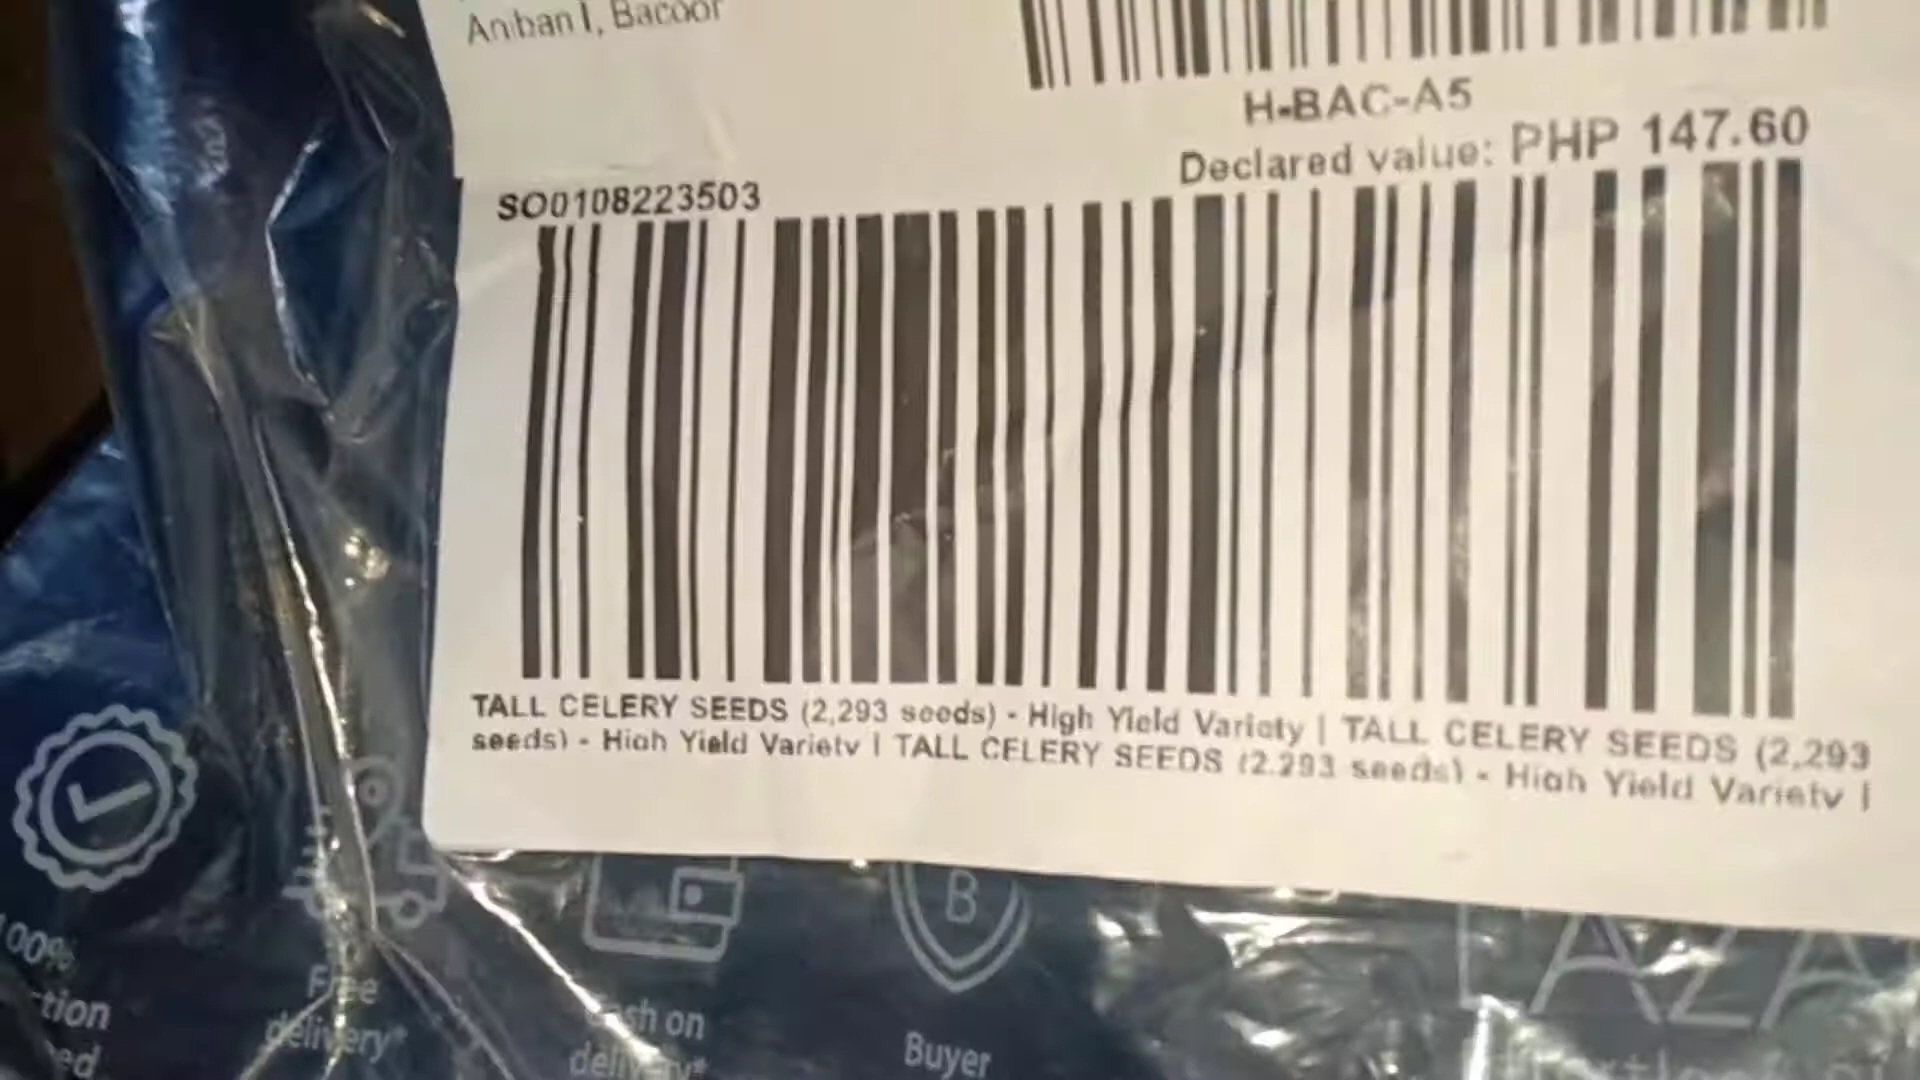 Aniban I, Bacoor
H-BAC-A5
Declared value: PHP 147.60
SO0108223503
TALL CELERY SEEDS (2,293 seeds) - High Yield Variety | TALL CELERY SEEDS (2,293
seeds) - High Yield Variety | TALL CELERY SEEDS (2,293 seeds) - High Yield Variety |
B
Free
delivery*
on
delivery*
Buyer